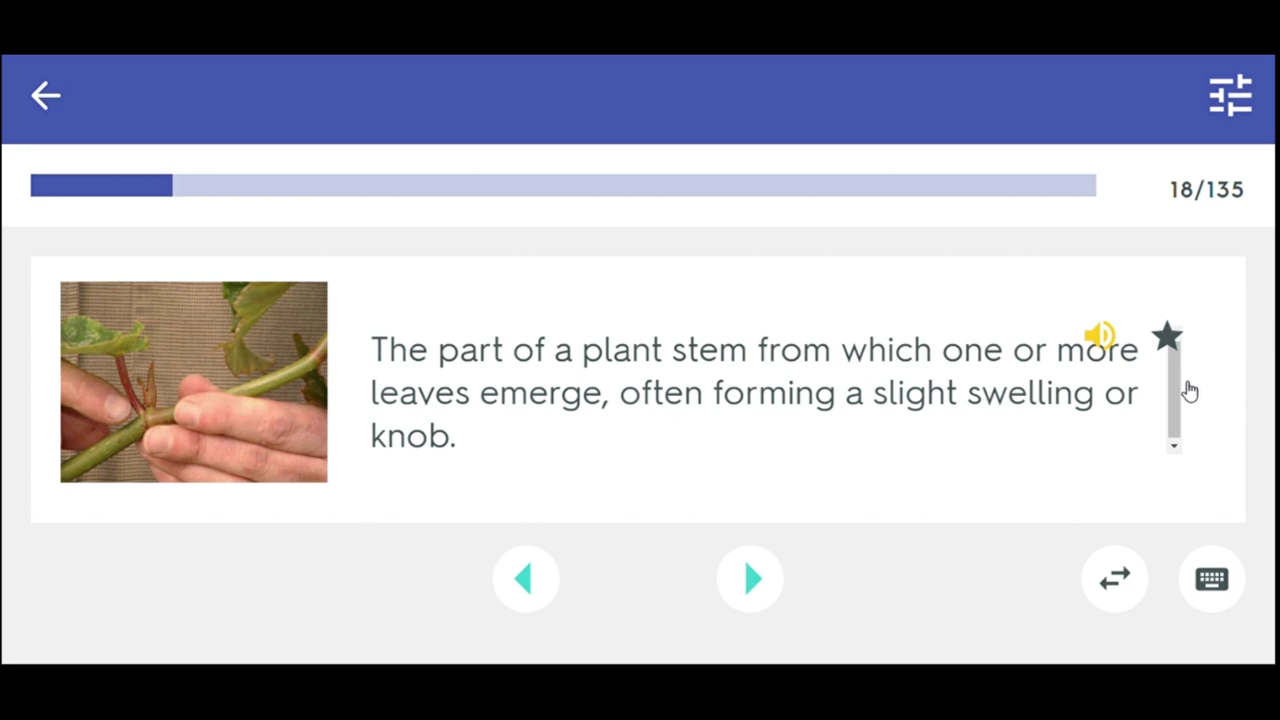 18/135
The part of a plant stem from which one or more
leaves emerge, often forming a slight swelling or
knob.